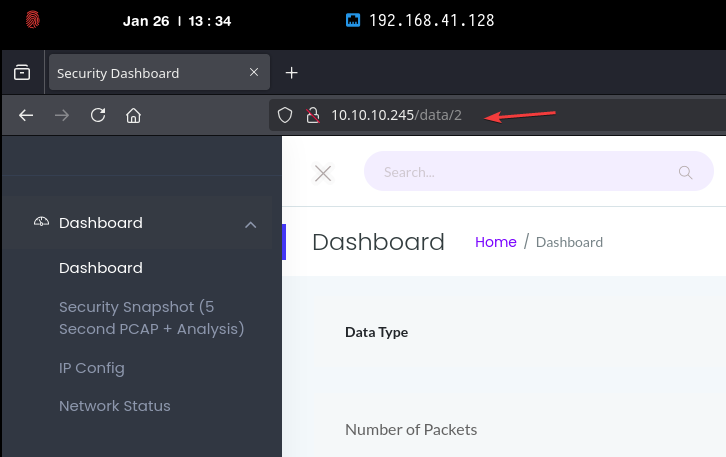 Jan 26 | 13 : 34
192.168.41.128
Security Dashboard
10.10.10.245/data/2
Search...
Dashboard
Dashboard
Security Snapshot (5
Second PCAP + Analysis)
IP Config
Network Status
Dashboard
Home / Dashboard
Data Type
Number of Packets